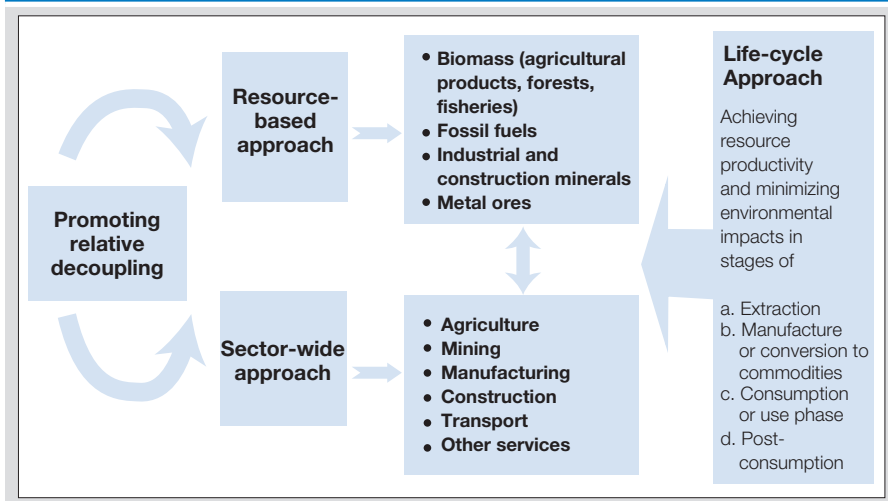 Promoting
relative
decoupling
Resource-
based
approach
• Biomass (agricultural
products, forests,
fisheries)
• Fossil fuels
• Industrial and
construction minerals
• Metal ores
Sector-wide
approach
• Agriculture
• Mining
• Manufacturing
• Construction
• Transport
• Other services
Life-cycle
Approach
Achieving
resource
productivity
and minimizing
environmental
impacts in
stages of
a. Extraction
b. Manufacture
or conversion to
commodities
c. Consumption
or use phase
d. Post-
consumption